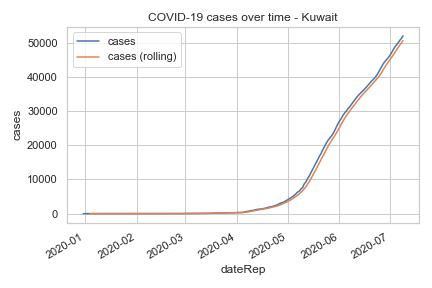 COVID-19 cases over time - Kuwait
cases
cases (rolling)
50000
40000
30000
20000
10000
0
cases
2020-01
2020-02
2020-03
2020-04
2020-05
2020-06
2020-07
dateRep